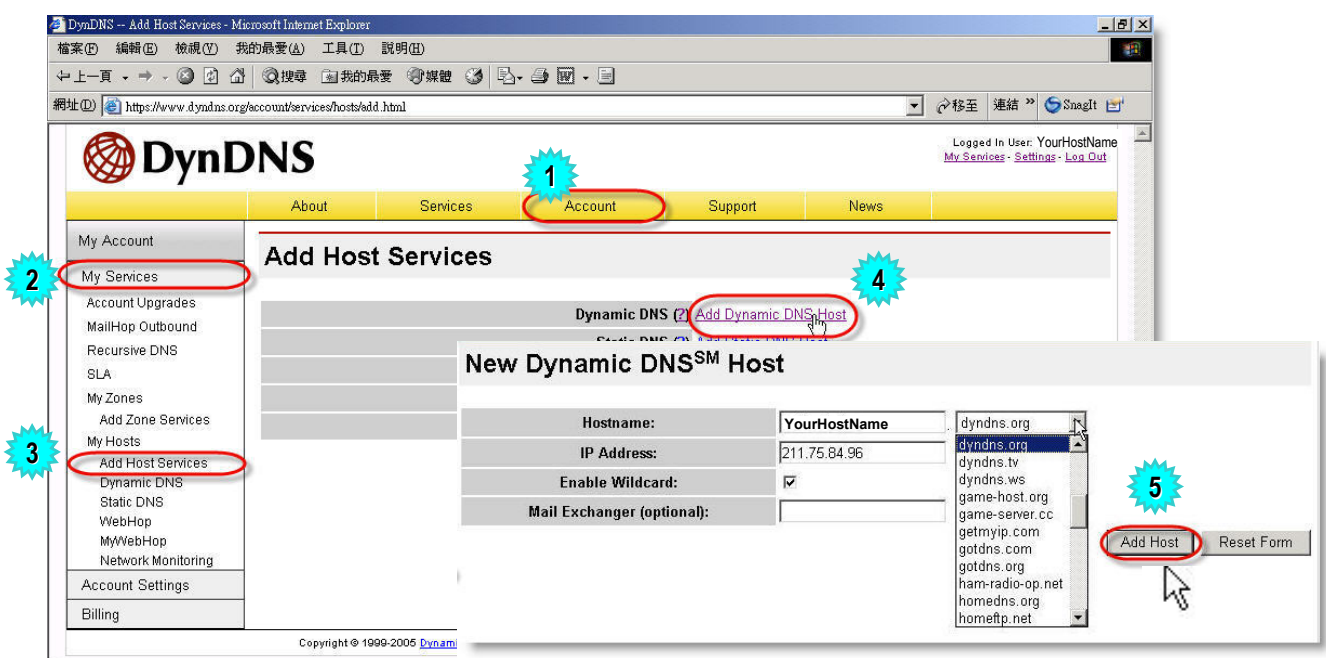 DynDNS -- Add Host Services - Microsoft Internet Explorer
檔案(F) 編輯(E) 檢視(V) 我的最愛(A) 工具(T) 說明(H)
上一頁 搜尋 我的最愛 媒體
網址(D) https://www.dyndns.org/account/services/hosts/add.html 移至 連結 » SnagIt
DynDNS
Logged In User: YourHostName
My Services - Settings - Log Out
1
About Services Account Support News
My Account
Add Host Services
2
My Services
4
Account Upgrades
MailHop Outbound
Recursive DNS
SLA
My Zones
Add Zone Services
My Hosts
3
Add Host Services
Dynamic DNS
Static DNS
WebHop
MyWebHop
Network Monitoring
Account Settings
Billing
Dynamic DNS (?) Add Dynamic DNS Host
Static DNS (?) Add Static DNS Host
New Dynamic DNSSM Host
Hostname: YourHostName . dyndns.org
IP Address: 211.75.84.96
Enable Wildcard:
Mail Exchanger (optional):
dyndns.org
dyndns.tv
dyndns.ws
game-host.org
game-server.cc
getmyip.com
gotdns.com
gotdns.org
ham-radio-op.net
homedns.org
homeftp.net
5
Add Host Reset Form
Copyright © 1999-2005 Dynam